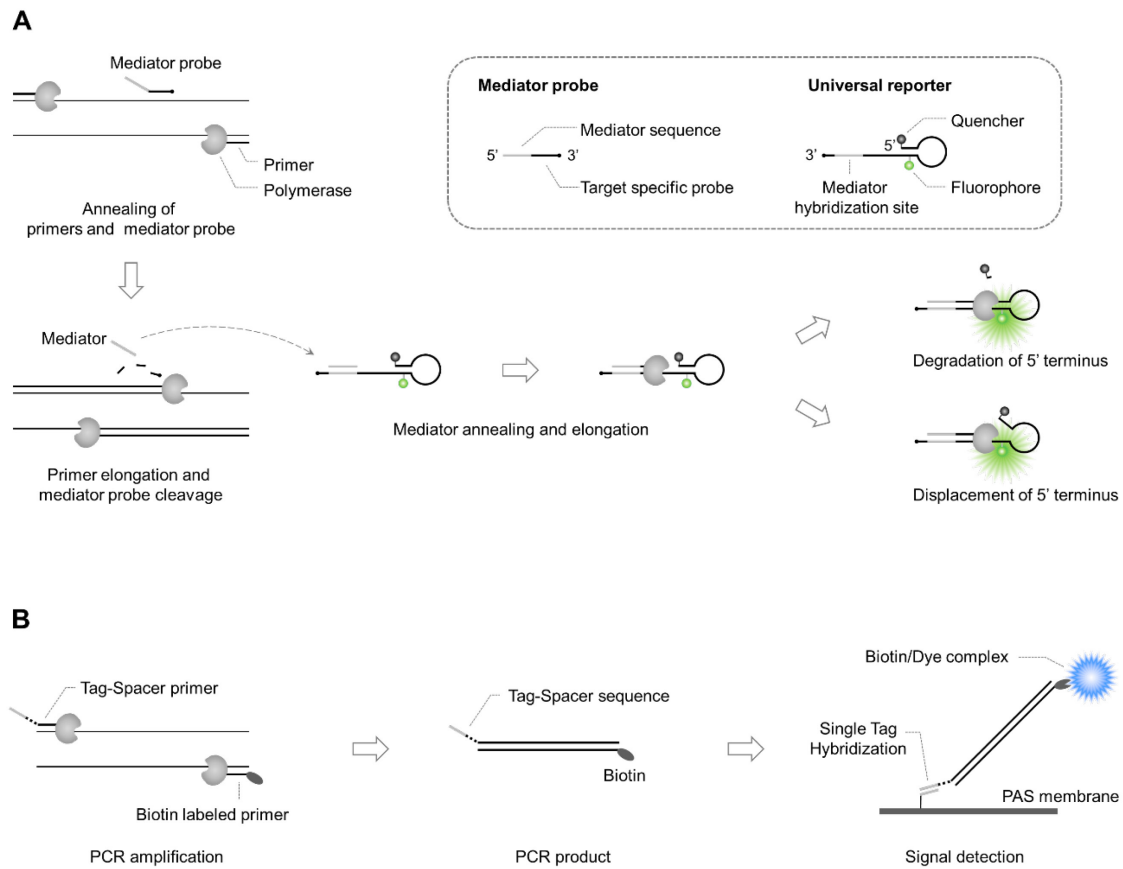 A
Mediator probe
Primer
Polymerase
Annealing of
primers and mediator probe
Mediator probe
5’
3’
Mediator sequence
Target specific probe
Universal reporter
3’
5’
Quencher
Mediator
hybridization site
Fluorophore
Mediator
Primer elongation and
mediator probe cleavage
Mediator annealing and elongation
Degradation of 5’ terminus
Displacement of 5’ terminus
B
Tag-Spacer primer
Biotin labeled primer
PCR amplification
Tag-Spacer sequence
Biotin
PCR product
Biotin/Dye complex
Single Tag
Hybridization
PAS membrane
Signal detection